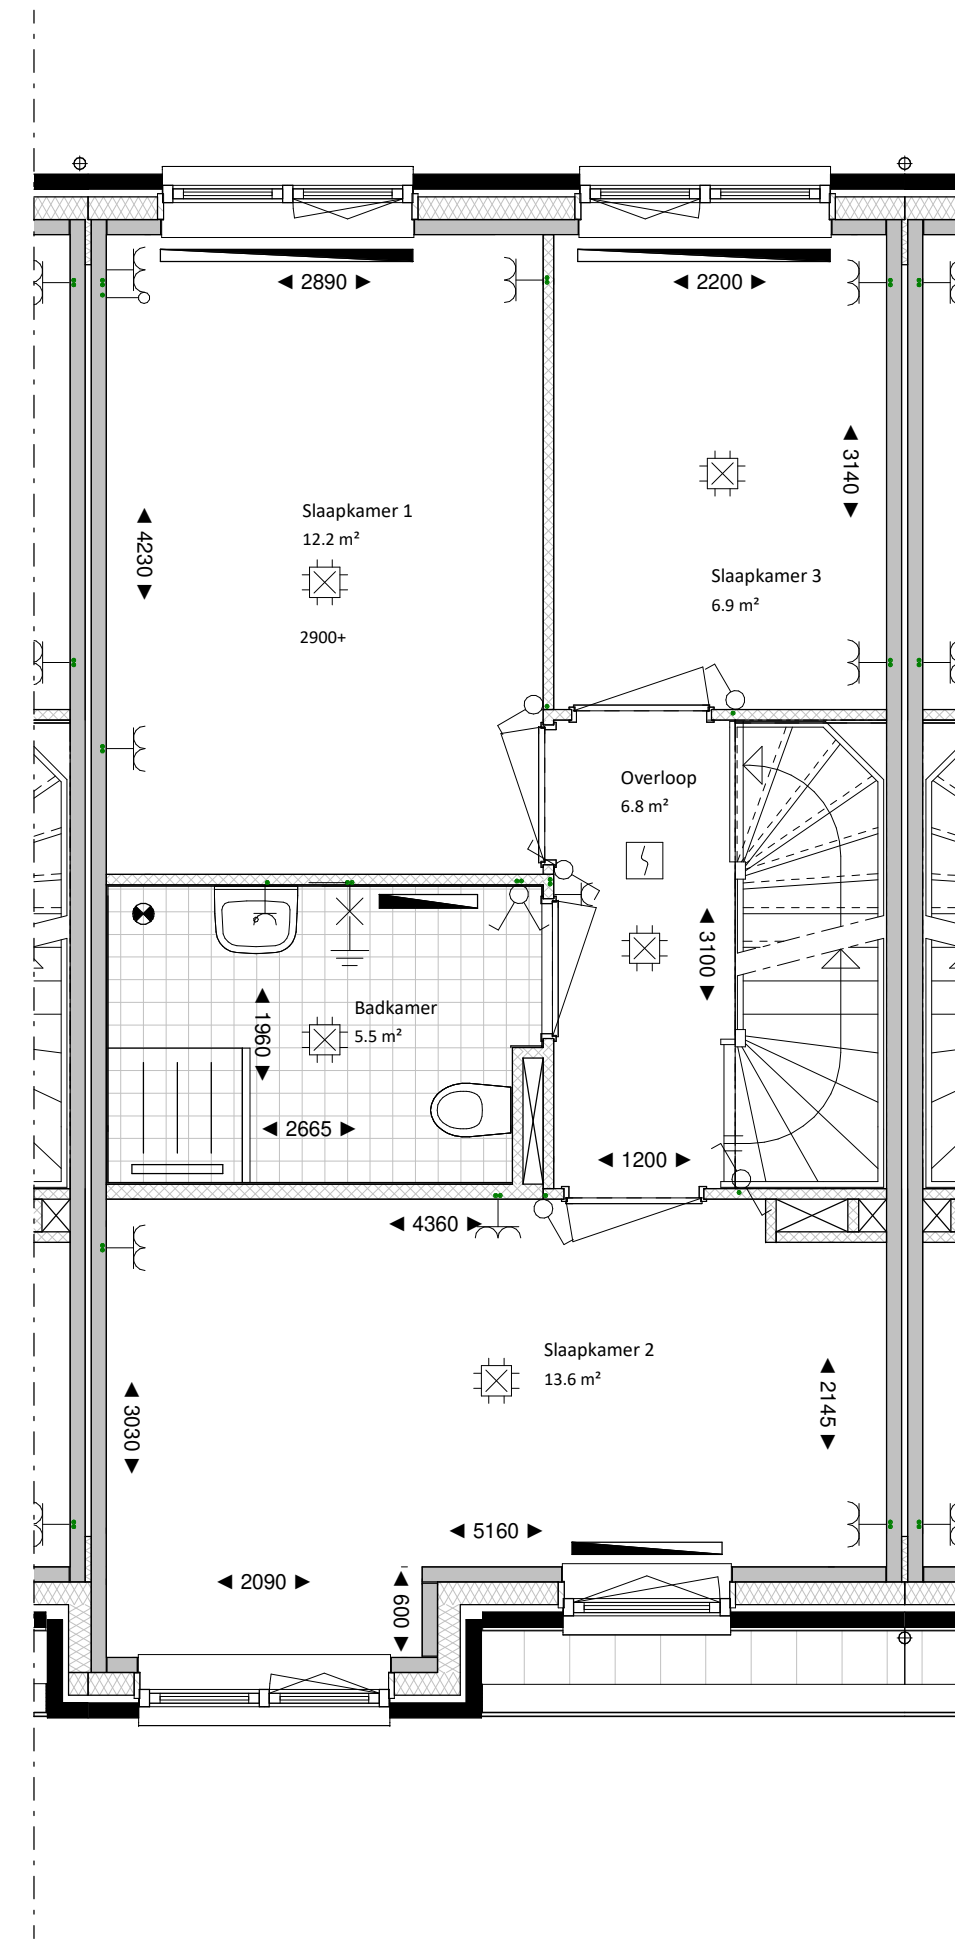 ◄ 2890 ►
◄ 2200 ►
◄ 3140 ►
Slaapkamer 1
12.2 m²
◄ 4230 ►
2900+
Slaapkamer 3
6.9 m²
Overloop
6.8 m²
◄ 3100 ►
Badkamer
5.5 m²
◄ 1960 ►
◄ 2665 ►
◄ 1200 ►
◄ 4360 ►
Slaapkamer 2
13.6 m²
◄ 3030 ►
◄ 2145 ►
◄ 5160 ►
◄ 2090 ►
◄ 600 ►